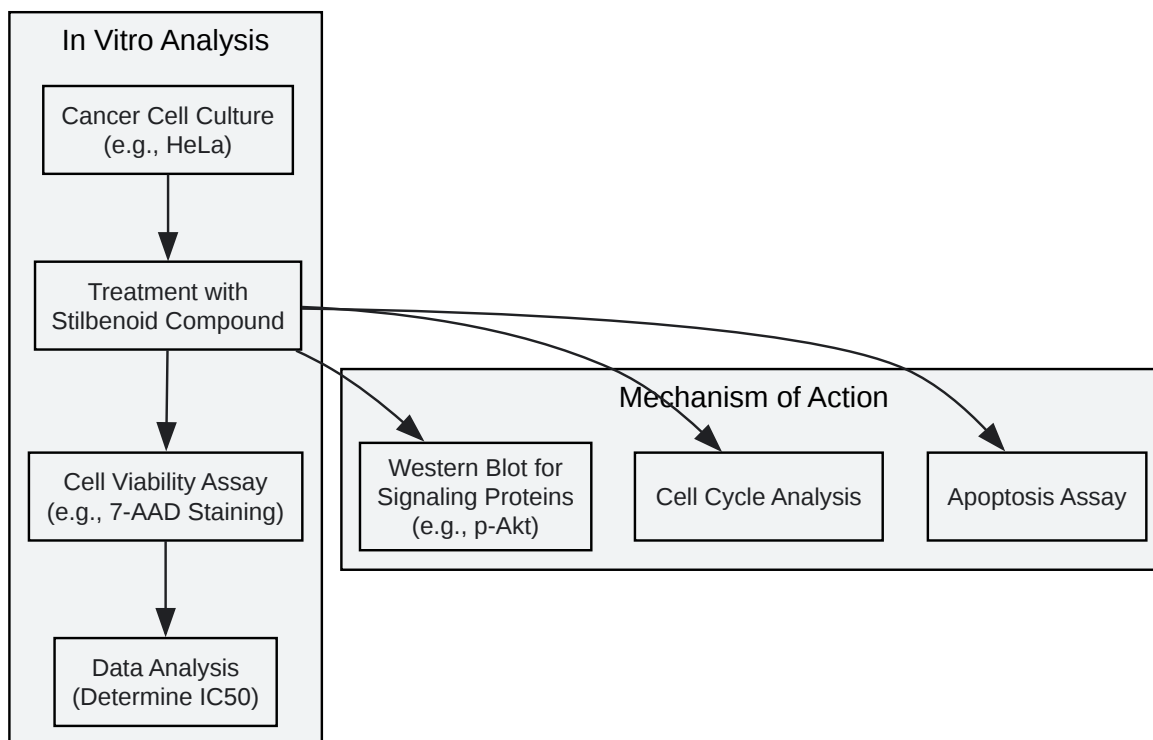 In Vitro Analysis
Cancer Cell Culture
(e.g., HeLa)
Treatment with
Stilbenoid Compound
Cell Viability Assay
(e.g., 7-AAD Staining)
Data Analysis
(Determine IC50)
Mechanism of Action
Western Blot for
Signaling Proteins
(e.g., p-Akt)
Cell Cycle Analysis
Apoptosis Assay